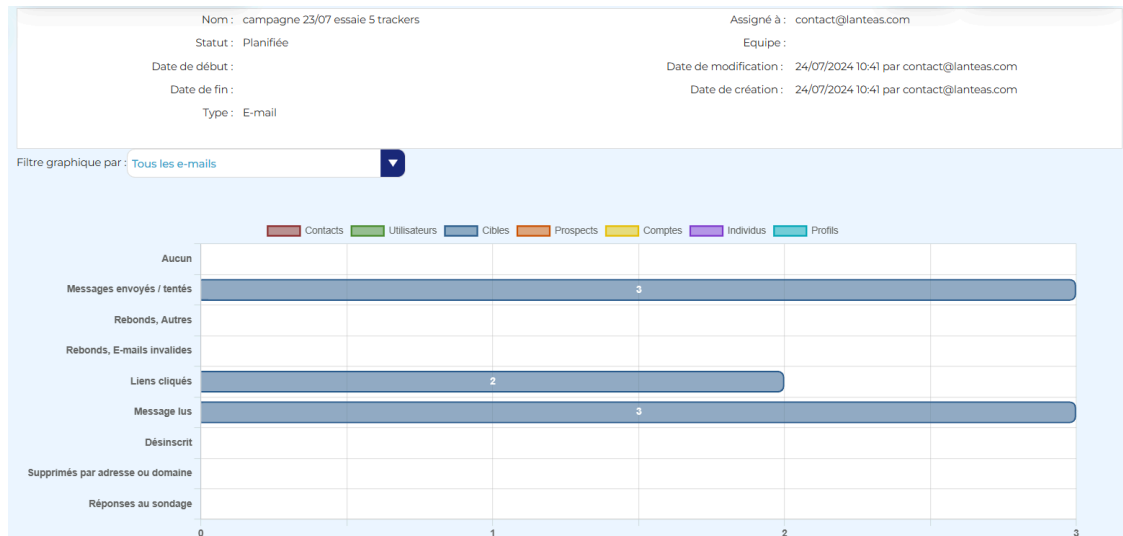 Nom : campagne 23/07 essaie 5 trackers
Assigné à : contact@lanteas.com
Statut : Planifiée
Equipe :
Date de début :
Date de modification : 24/07/2024 10:41 par contact@lanteas.com
Date de fin :
Date de création : 24/07/2024 10:41 par contact@lanteas.com
Type : E-mail
Filtre graphique par : Tous les e-mails
Contacts Utilisateurs Cibles Prospects Comptes Individus Profils
Aucun
Messages envoyés / tentés 3
Rebonds, Autres
Rebonds, E-mails invalides
Liens cliqués 2
Message lus 3
Désinscrit
Supprimés par adresse ou domaine
Réponses au sondage
0 1 2 3